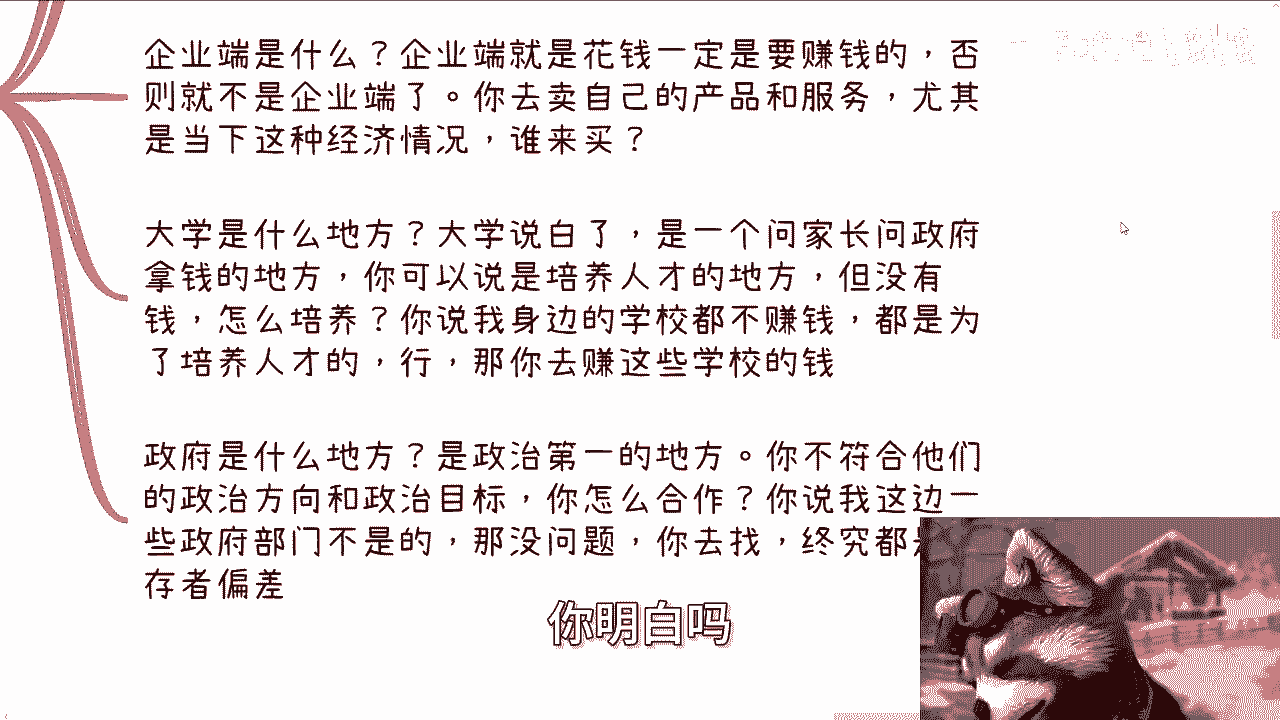 企业端是什么？企业端就是花钱一定是要赚钱的，否
则就不是企业端了。你去卖自己的产品和服务，尤其
是当下这种经济情况，谁来买？
大学是什么地方？大学说白了，是一个问家长问政府
拿钱的地方，你可以说是培养人才的地方，但没有
钱，怎么培养？你说我身边的学校都不赚钱，都是为
了培养人才的，行，那你去赚这些学校的钱
政府是什么地方？是政治第一的地方。你不符合他们
的政治方向和政治目标，你怎么合作？你说我这边一
些政府部门不是的，那没问题，你去找，终究都
存者偏差
你明白吗